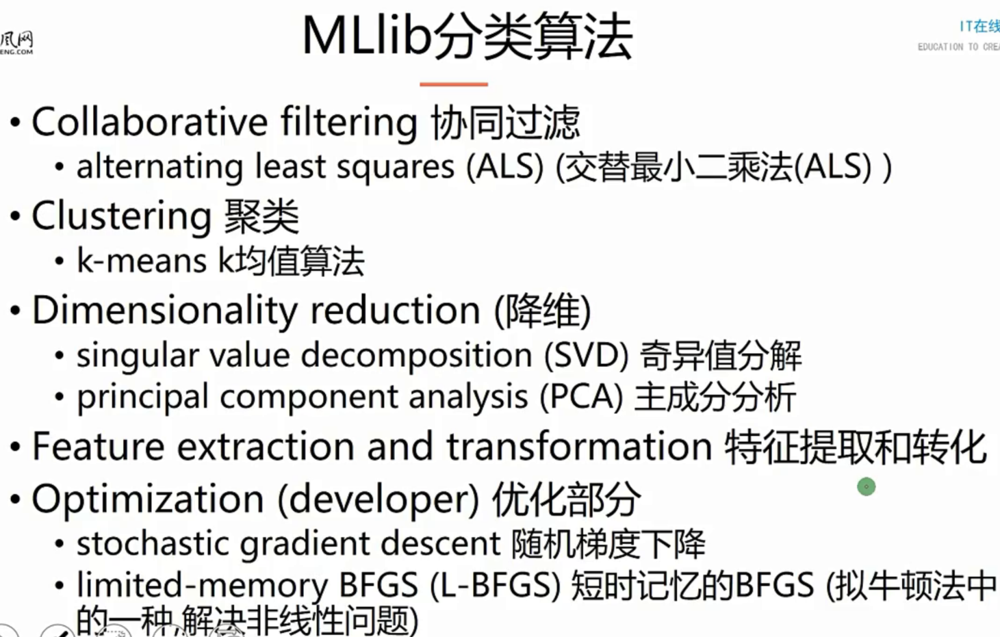 风网
ENG.COM
MLlib分类算法
IT在线
EDUCATION TO CREA
• Collaborative filtering 协同过滤
• alternating least squares (ALS) (交替最小二乘法(ALS) )
• Clustering 聚类
• k-means k均值算法
• Dimensionality reduction (降维)
• singular value decomposition (SVD) 奇异值分解
• principal component analysis (PCA) 主成分分析
• Feature extraction and transformation 特征提取和转化
• Optimization (developer) 优化部分
• stochastic gradient descent 随机梯度下降
• limited-memory BFGS (L-BFGS) 短时记忆的BFGS (拟牛顿法中
的一种,解决非线性问题)